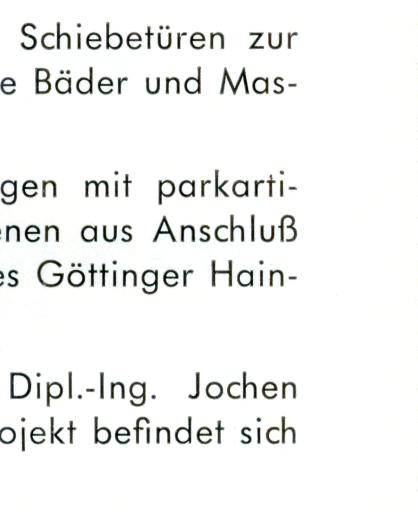 Schiebetüren zur
e Bäder und Mas-
gen mit parkarti-
enen aus Anschluß
es Göttinger Hain-
Dipl.-Ing. Jochen
ojekt befindet sich